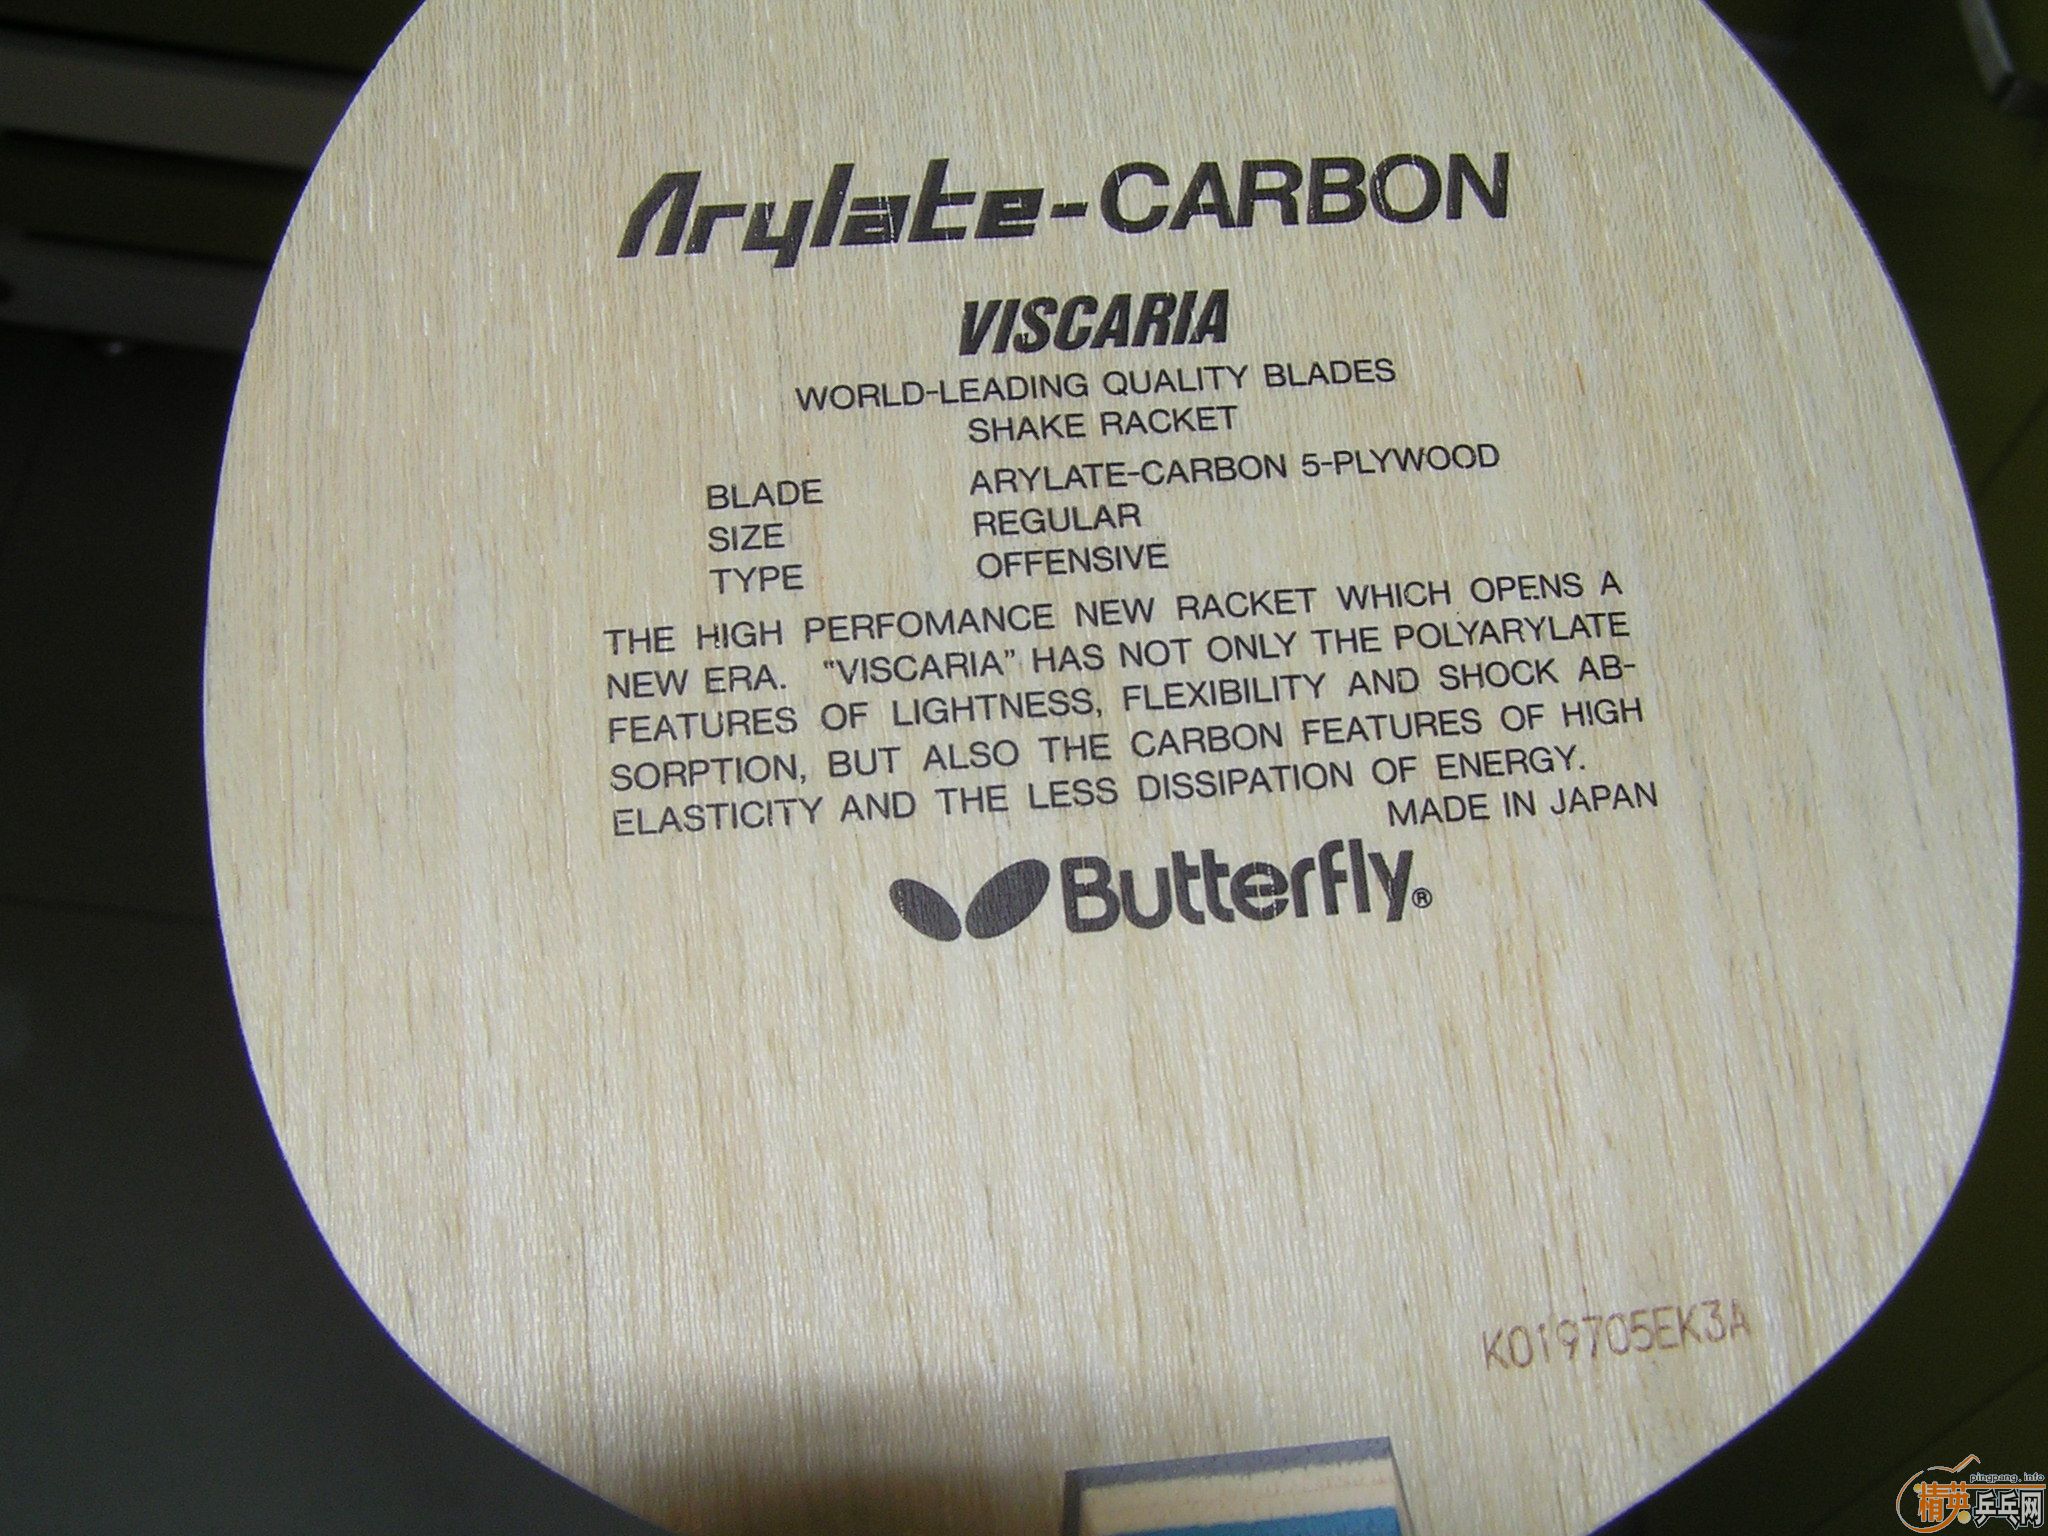 Arylate-CARBON
VISCARIA
WORLD-LEADING QUALITY BLADES
SHAKE RACKET
BLADE ARYLATE-CARBON 5-PLYWOOD
SIZE REGULAR
TYPE OFFENSIVE
THE HIGH PERFOMANCE NEW RACKET WHICH OPENS A
NEW ERA. "VISCARIA" HAS NOT ONLY THE POLYARYLATE
FEATURES OF LIGHTNESS, FLEXIBILITY AND SHOCK AB-
SORPTION, BUT ALSO THE CARBON FEATURES OF HIGH
ELASTICITY AND THE LESS DISSIPATION OF ENERGY.
MADE IN JAPAN
Butterfly®
K019705EK3A
pingpang.info
精英乒乓网